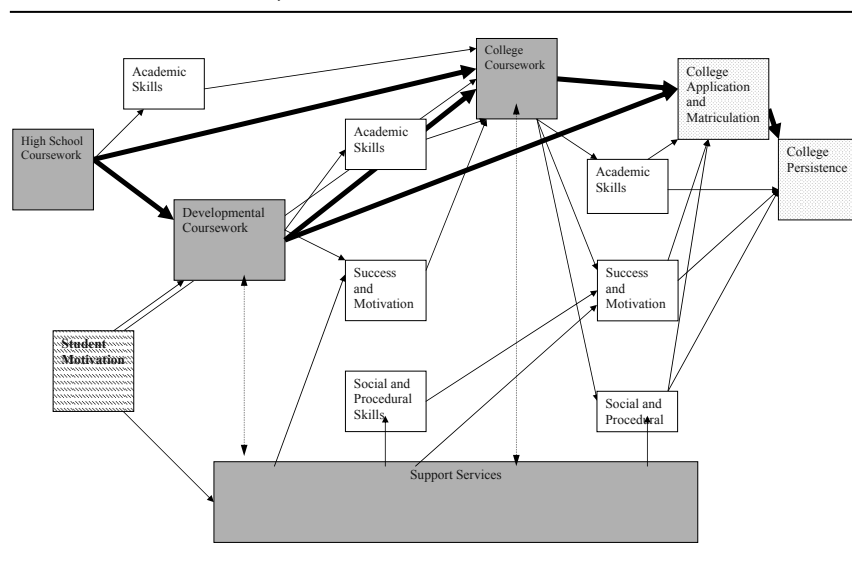 College
Coursework
Academic
Skills
College
Application
and
Matriculation
High School
Coursework
Academic
Skills
College
Persistence
Academic
Skills
Developmental
Coursework
Success
and
Motivation
Success
and
Motivation
Student
Motivation
Social and
Procedural
Skills
Social and
Procedural
Support Services